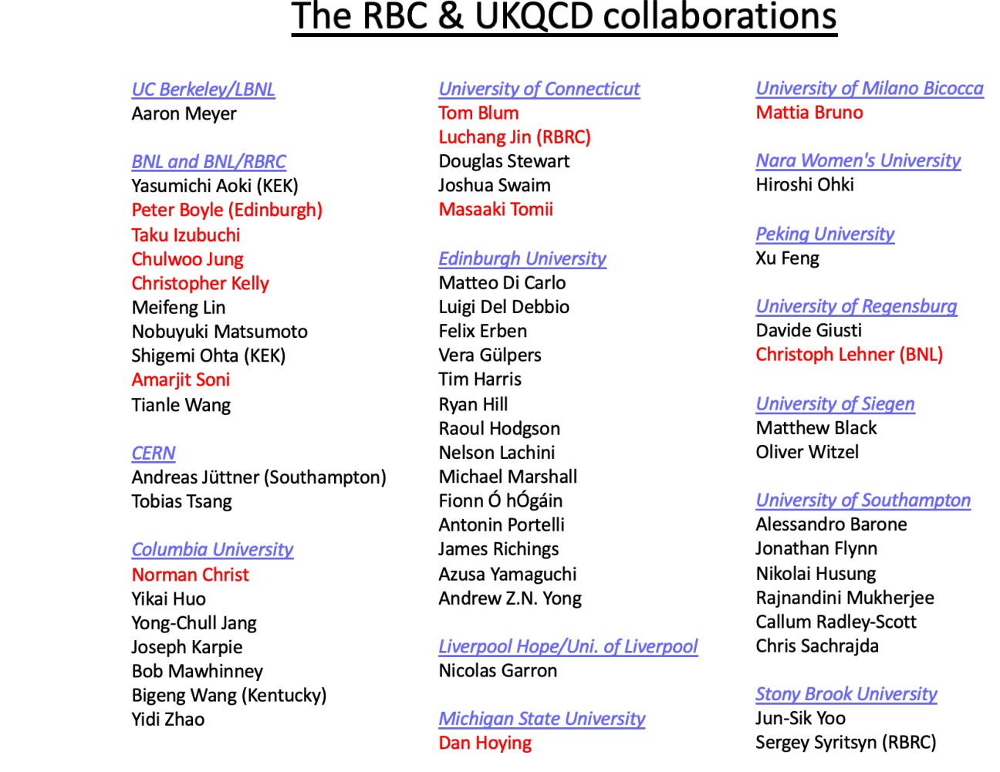 The RBC & UKQCD collaborations
UC Berkeley/LBNL
Aaron Meyer
BNL and BNL/RBRC
Yasumichi Aoki (KEK)
Peter Boyle (Edinburgh)
Taku Izubuchi
Chulwoo Jung
Christopher Kelly
Meifeng Lin
Nobuyuki Matsumoto
Shigemi Ohta (KEK)
Amarjit Soni
Tianle Wang
CERN
Andreas Jüttner (Southampton)
Tobias Tsang
Columbia University
Norman Christ
Yikai Huo
Yong-Chull Jang
Joseph Karpie
Bob Mawhinney
Bigeng Wang (Kentucky)
Yidi Zhao
University of Connecticut
Tom Blum
Luchang Jin (RBRC)
Douglas Stewart
Joshua Swaim
Masaaki Tomii
Edinburgh University
Matteo Di Carlo
Luigi Del Debbio
Felix Erben
Vera Gülpers
Tim Harris
Ryan Hill
Raoul Hodgson
Nelson Lachini
Michael Marshall
Fionn Ó hÓgáin
Antonin Portelli
James Richings
Azusa Yamaguchi
Andrew Z.N. Yong
Liverpool Hope/Uni. of Liverpool
Nicolas Garron
Michigan State University
Dan Hoying
University of Milano Bicocca
Mattia Bruno
Nara Women's University
Hiroshi Ohki
Peking University
Xu Feng
University of Regensburg
Davide Giusti
Christoph Lehner (BNL)
University of Siegen
Matthew Black
Oliver Witzel
University of Southampton
Alessandro Barone
Jonathan Flynn
Nikolai Husung
Rajnandini Mukherjee
Callum Radley-Scott
Chris Sachrajda
Stony Brook University
Jun-Sik Yoo
Sergey Syritsyn (RBRC)